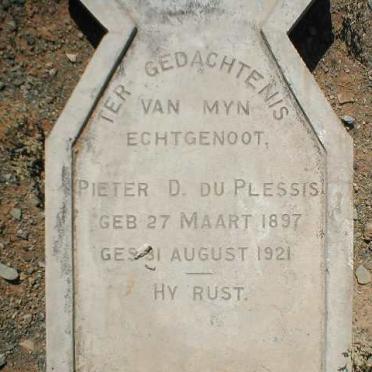 TER GEDACHTENIS
VAN MYN
ECHTGENOOT,
PIETER D. DU PLESSIS
GEB 27 MAART 1897
GES 31 AUGUST 1921
HY RUST.